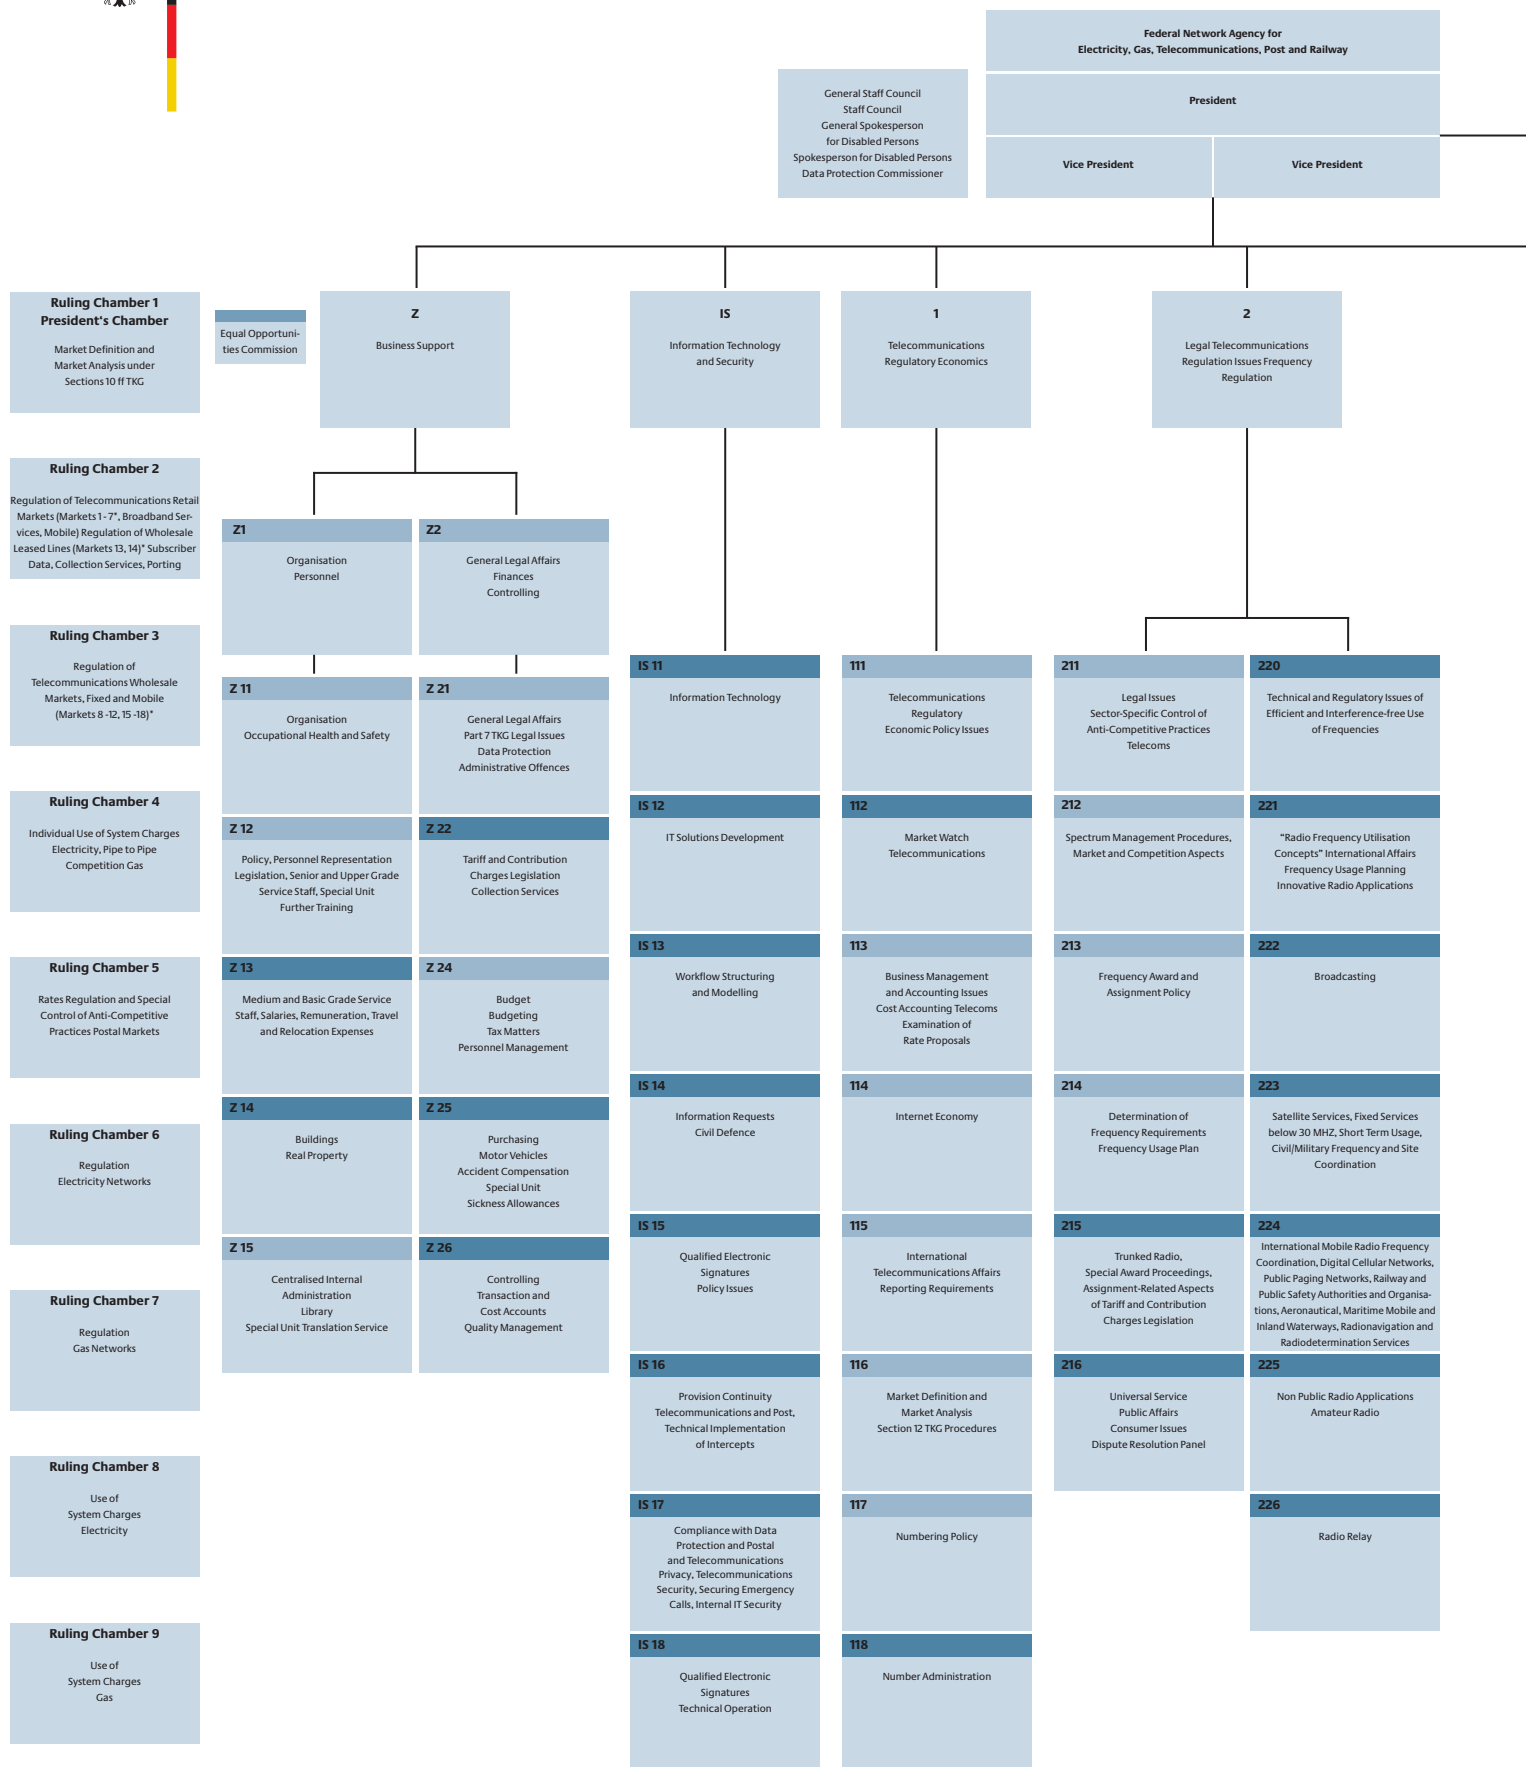 Federal Network Agency for
Electricity, Gas, Telecommunications, Post and Railway
President
Vice President
Vice President
General Staff Council
Staff Council
General Spokesperson
for Disabled Persons
Spokesperson for Disabled Persons
Data Protection Commissioner
Ruling Chamber 1
President's Chamber
Market Definition and
Market Analysis under
Sections 10 ff TKG
Ruling Chamber 2
Regulation of Telecommunications Retail
Markets (Markets 1 - 7*, Broadband Ser-
vices, Mobile) Regulation of Wholesale
Leased Lines (Markets 13, 14)* Subscriber
Data, Collection Services, Porting
Ruling Chamber 3
Regulation of
Telecommunications Wholesale
Markets, Fixed and Mobile
(Markets 8 -12, 15 -18)*
Ruling Chamber 4
Individual Use of System Charges
Electricity, Pipe to Pipe
Competition Gas
Ruling Chamber 5
Rates Regulation and Special
Control of Anti-Competitive
Practices Postal Markets
Ruling Chamber 6
Regulation
Electricity Networks
Ruling Chamber 7
Regulation
Gas Networks
Ruling Chamber 8
Use of
System Charges
Electricity
Ruling Chamber 9
Use of
System Charges
Gas
Equal Opportuni-
ties Commission
Z
Business Support
Z1
Organisation
Personnel
Z 11
Organisation
Occupational Health and Safety
Z 12
Policy, Personnel Representation
Legislation, Senior and Upper Grade
Service Staff, Special Unit
Further Training
Z 13
Medium and Basic Grade Service
Staff, Salaries, Remuneration, Travel
and Relocation Expenses
Z 14
Buildings
Real Property
Z 15
Centralised Internal
Administration
Library
Special Unit Translation Service
Z2
General Legal Affairs
Finances
Controlling
Z 21
General Legal Affairs
Part 7 TKG Legal Issues
Data Protection
Administrative Offences
Z 22
Tariff and Contribution
Charges Legislation
Collection Services
Z 24
Budget
Budgeting
Tax Matters
Personnel Management
Z 25
Purchasing
Motor Vehicles
Accident Compensation
Special Unit
Sickness Allowances
Z 26
Controlling
Transaction and
Cost Accounts
Quality Management
IS
Information Technology
and Security
IS 11
Information Technology
IS 12
IT Solutions Development
IS 13
Workflow Structuring
and Modelling
IS 14
Information Requests
Civil Defence
IS 15
Qualified Electronic
Signatures
Policy Issues
IS 16
Provision Continuity
Telecommunications and Post,
Technical Implementation
of Intercepts
IS 17
Compliance with Data
Protection and Postal
and Telecommunications
Privacy, Telecommunications
Security, Securing Emergency
Calls, Internal IT Security
IS 18
Qualified Electronic
Signatures
Technical Operation
1
Telecommunications
Regulatory Economics
111
Telecommunications
Regulatory
Economic Policy Issues
112
Market Watch
Telecommunications
113
Business Management
and Accounting Issues
Cost Accounting Telecoms
Examination of
Rate Proposals
114
Internet Economy
115
International
Telecommunications Affairs
Reporting Requirements
116
Market Definition and
Market Analysis
Section 12 TKG Procedures
117
Numbering Policy
118
Number Administration
2
Legal Telecommunications
Regulation Issues Frequency
Regulation
211
Legal Issues
Sector-Specific Control of
Anti-Competitive Practices
Telecoms
212
Spectrum Management Procedures,
Market and Competition Aspects
213
Frequency Award and
Assignment Policy
214
Determination of
Frequency Requirements
Frequency Usage Plan
215
Trunked Radio,
Special Award Proceedings,
Assignment-Related Aspects
of Tariff and Contribution
Charges Legislation
216
Universal Service
Public Affairs
Consumer Issues
Dispute Resolution Panel
220
Technical and Regulatory Issues of
Efficient and Interference-free Use
of Frequencies
221
“Radio Frequency Utilisation
Concepts” International Affairs
Frequency Usage Planning
Innovative Radio Applications
222
Broadcasting
223
Satellite Services, Fixed Services
below 30 MHZ, Short Term Usage,
Civil/Military Frequency and Site
Coordination
224
International Mobile Radio Frequency
Coordination, Digital Cellular Networks,
Public Paging Networks, Railway and
Public Safety Authorities and Organisa-
tions, Aeronautical, Maritime Mobile and
Inland Waterways, Radionavigation and
Radiodetermination Services
225
Non Public Radio Applications
Amateur Radio
226
Radio Relay